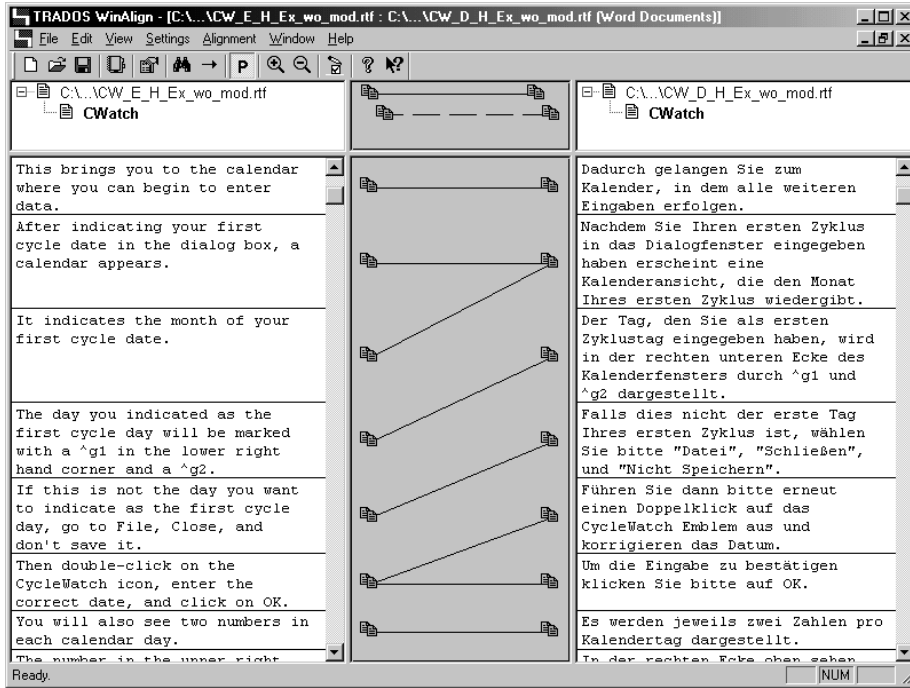 TRADOS WinAlign - [C:\...\CW_E_H_Ex_wo_mod.rtf : C:\...\CW_D_H_Ex_wo_mod.rtf (Word Documents)]
File Edit View Settings Alignment Window Help
P
C:\...\CW_E_H_Ex_wo_mod.rtf
CWatch
C:\...\CW_D_H_Ex_wo_mod.rtf
CWatch
This brings you to the calendar
where you can begin to enter
data.
After indicating your first
cycle date in the dialog box, a
calendar appears.
It indicates the month of your
first cycle date.
The day you indicated as the
first cycle day will be marked
with a ^g1 in the lower right
hand corner and a ^g2.
If this is not the day you want
to indicate as the first cycle
day, go to File, Close, and
don't save it.
Then double-click on the
CycleWatch icon, enter the
correct date, and click on OK.
You will also see two numbers in
each calendar day.
The number in the upper right
Dadurch gelangen Sie zum
Kalender, in dem alle weiteren
Eingaben erfolgen.
Nachdem Sie Ihren ersten Zyklus
in das Dialogfenster eingegeben
haben erscheint eine
Kalenderansicht, die den Monat
Ihres ersten Zyklus wiedergibt.
Der Tag, den Sie als ersten
Zyklustag eingegeben haben, wird
in der rechten unteren Ecke des
Kalenderfensters durch ^g1 und
^g2 dargestellt.
Falls dies nicht der erste Tag
Ihres ersten Zyklus ist, wählen
Sie bitte "Datei", "Schließen",
und "Nicht Speichern".
Führen Sie dann bitte erneut
einen Doppelklick auf das
CycleWatch Emblem aus und
korrigieren das Datum.
Um die Eingabe zu bestätigen
klicken Sie bitte auf OK.
Es werden jeweils zwei Zahlen pro
Kalendertag dargestellt.
In der rechten Ecke oben sehen
Ready.
NUM